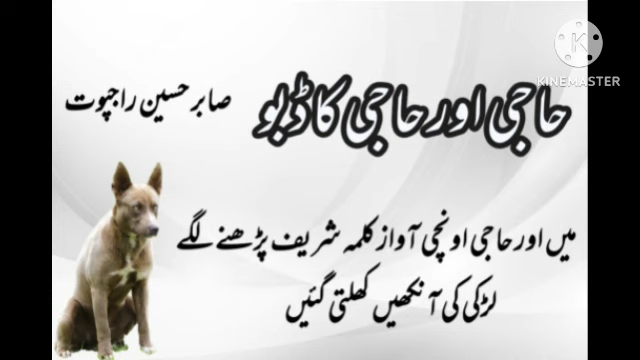 حاجی اور حاجی کا ڈبو
صابر حسین راجپوت
میں اور حاجی اونچی آواز کلمہ شریف پڑھنے لگے
لڑکی کی آنکھیں کھلتی گئیں
K
KINEMASTER